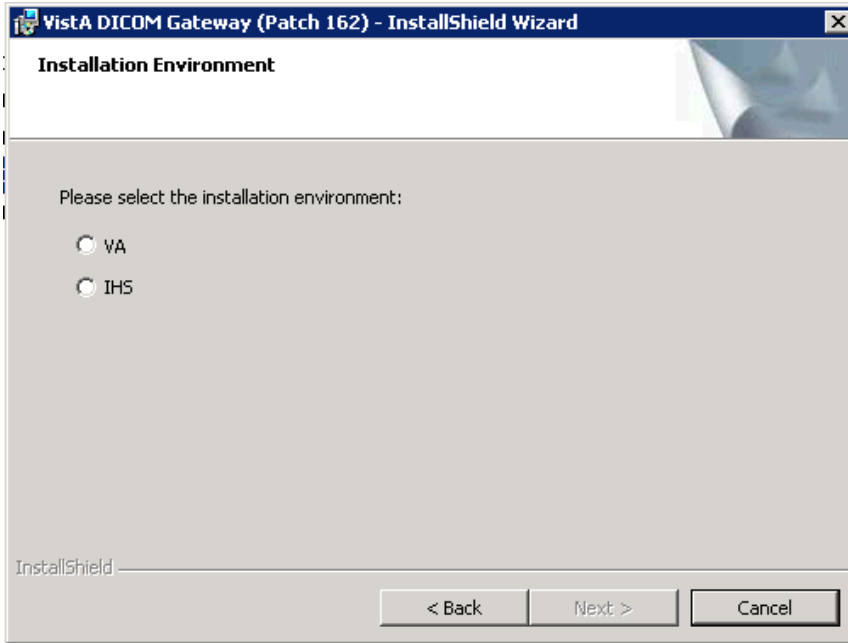 VistA DICOM Gateway (Patch 162) - InstallShield Wizard
Installation Environment
Please select the installation environment:
VA
IHS
InstallShield
< Back Next > Cancel